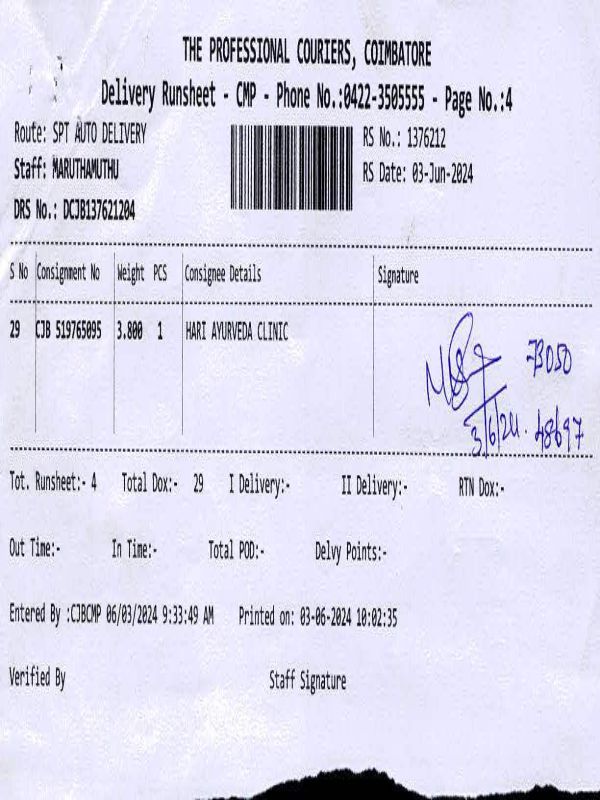 THE PROFESSIONAL COURIERS, COIMBATORE
Delivery Runsheet - CMP - Phone No.:0422-3505555 - Page No.:4
Route: SPT AUTO DELIVERY RS No.: 1376212
Staff: MARUTHAMUTHU RS Date: 03-Jun-2024
DRS No.: DCJB137621204
S No Consignment No Weight PCS Consignee Details Signature
29 CJB 519765095 3.800 1 HARI AYURVEDA CLINIC
73050
3/6/24. 48697
Tot. Runsheet:- 4 Total Dox:- 29 I Delivery:- II Delivery:- RTN Dox:-
Out Time:- In Time:- Total POD:- Delvy Points:-
Entered By :CJBCMP 06/03/2024 9:33:49 AM Printed on: 03-06-2024 10:02:35
Verified By Staff Signature